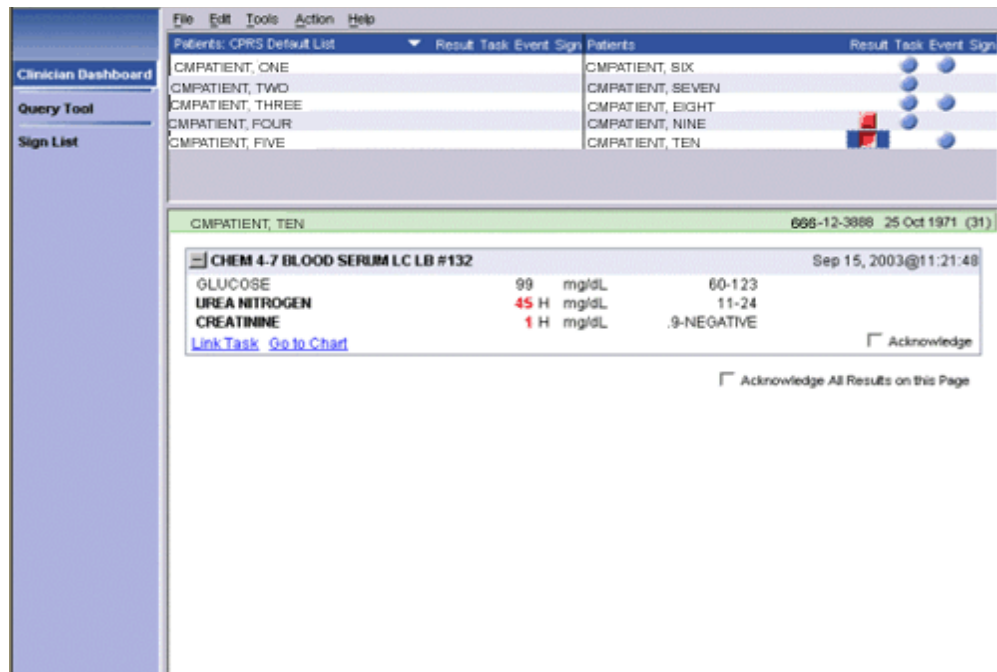 File Edit Tools Action Help
Patients: CPRS Default List Result Task Event Sign Patients Result Task Event Sign
Clinician Dashboard
Query Tool
Sign List
CMPATIENT, ONE CMPATIENT, SIX
CMPATIENT, TWO CMPATIENT, SEVEN
CMPATIENT, THREE CMPATIENT, EIGHT
CMPATIENT, FOUR CMPATIENT, NINE
CMPATIENT, FIVE CMPATIENT, TEN
CMPATIENT, TEN 666-12-3888 25 Oct 1971 (31)
CHEM 4-7 BLOOD SERUM LC LB #132 Sep 15, 2003@11:21:48
GLUCOSE 99 mg/dL 60-123
UREA NITROGEN 45 H mg/dL 11-24
CREATININE 1 H mg/dL .9-NEGATIVE
Link Task Go to Chart Acknowledge
Acknowledge All Results on this Page